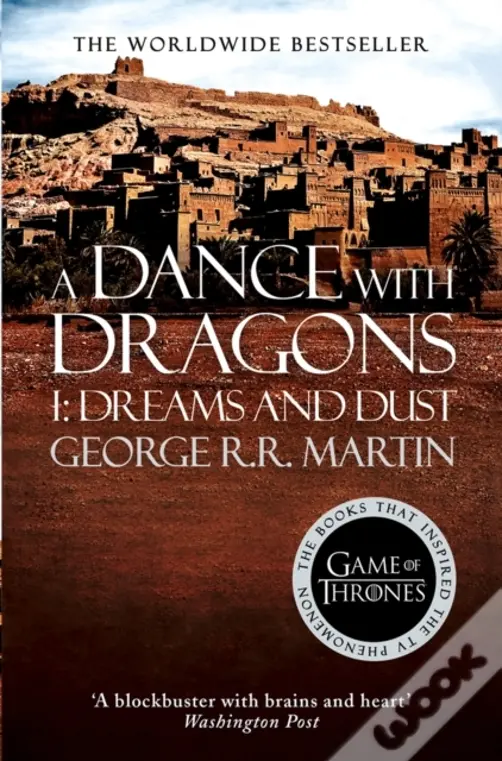 THE WORLDWIDE BESTSELLER
A DANCE WITH
DRAGONS
I: DREAMS AND DUST
GEORGE R.R. MARTIN
THE BOOKS THAT INSPIRED THE TV PHENOMENON
GAME OF
THRONES
'A blockbuster with brains and heart'
Washington Post
wook